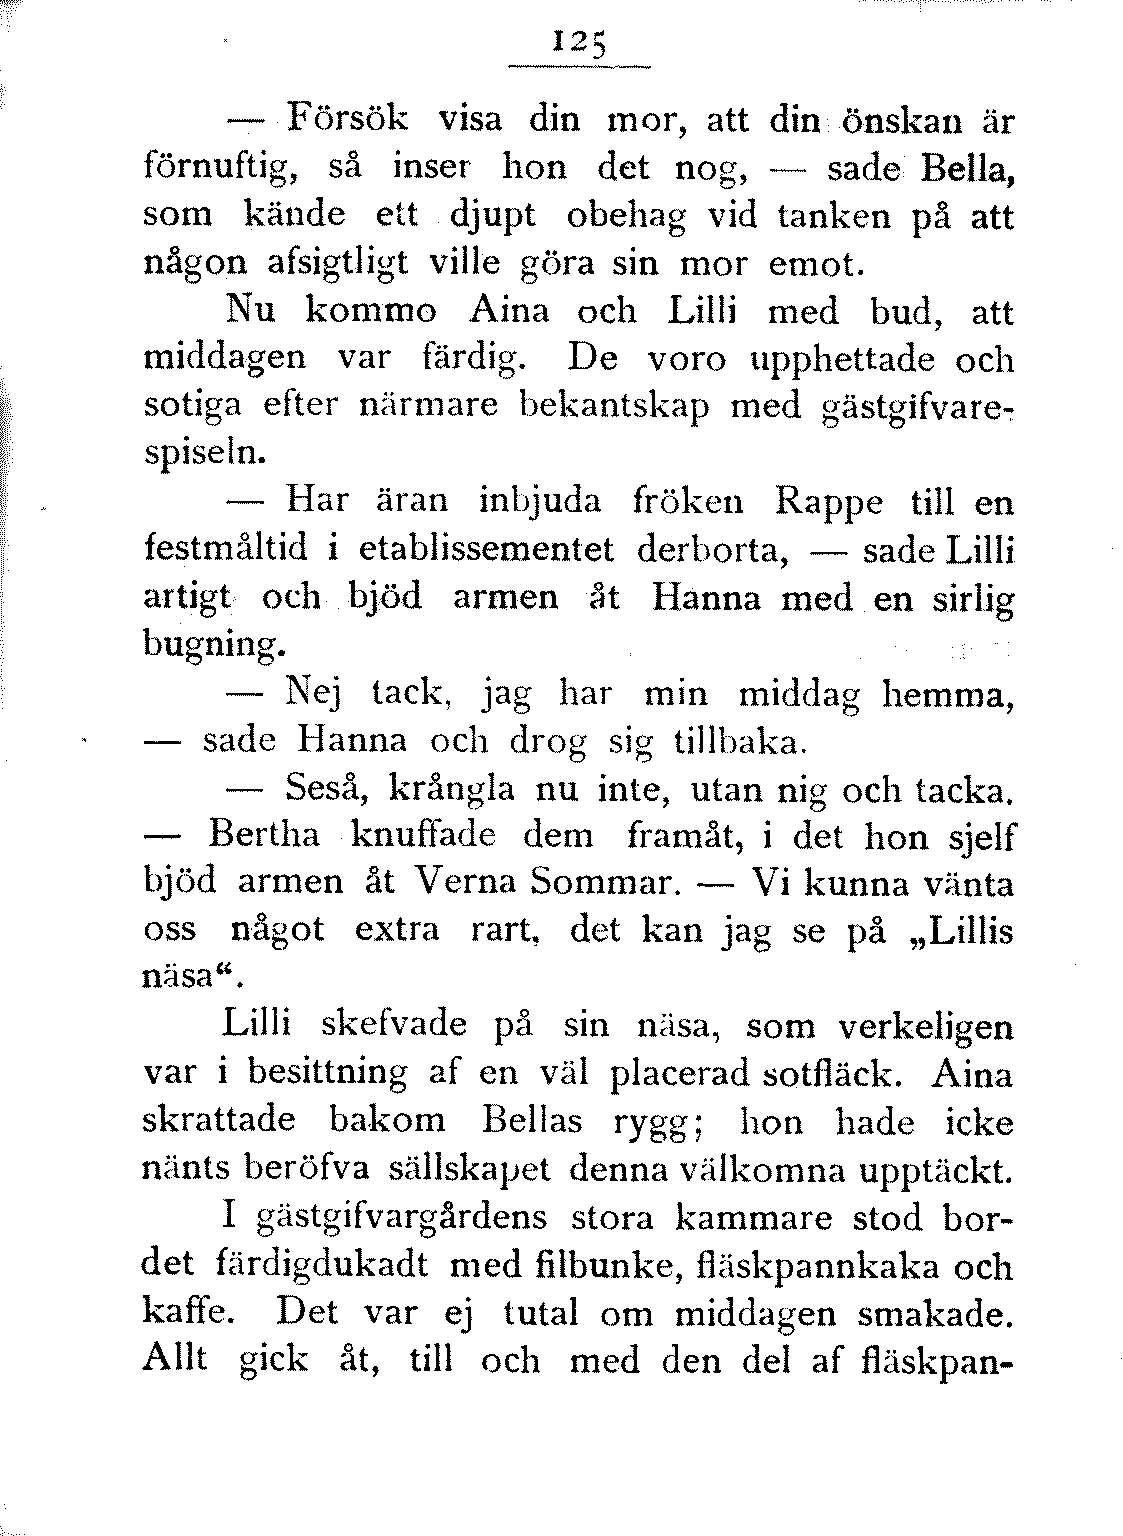 125
— Försök visa din mor, att din önskan är
förnuftig, så inser hon det nog, — sade Bella,
som kände ett djupt obehag vid tanken på att
någon afsigtligt ville göra sin mor emot.
Nu kommo Aina och Lilli med bud, att
middagen var färdig. De voro upphettade och
sotiga efter närmare bekantskap med gästgifvare-
spiseln.
— Har äran inbjuda fröken Rappe till en
festmåltid i etablissementet derborta, — sade Lilli
artigt och bjöd armen åt Hanna med en sirlig
bugning.
— Nej tack, jag har min middag hemma,
— sade Hanna och drog sig tillbaka.
— Seså, krångla nu inte, utan nig och tacka.
— Bertha knuffade dem framåt, i det hon sjelf
bjöd armen åt Verna Sommar. — Vi kunna vänta
oss något extra rart, det kan jag se på „Lillis
näsa“.
Lilli skefvade på sin näsa, som verkeligen
var i besittning af en väl placerad sotfläck. Aina
skrattade bakom Bellas rygg; hon hade icke
nänts beröfva sällskapet denna välkomna upptäckt.
I gästgifvargårdens stora kammare stod bor-
det färdigdukadt med filbunke, fläskpannkaka och
kaffe. Det var ej tutal om middagen smakade.
Allt gick åt, till och med den del af fläskpan-